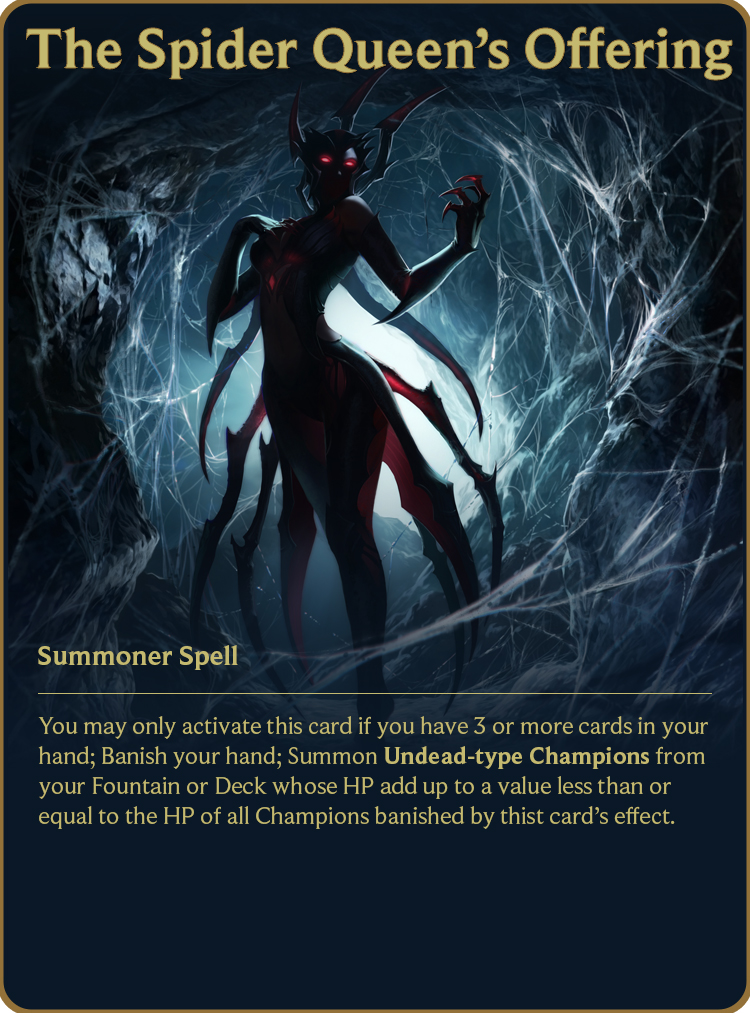 The Spider Queen’s Offering
Summoner Spell
You may only activate this card if you have 3 or more cards in your
hand; Banish your hand; Summon Undead-type Champions from
your Fountain or Deck whose HP add up to a value less than or
equal to the HP of all Champions banished by thist card’s effect.